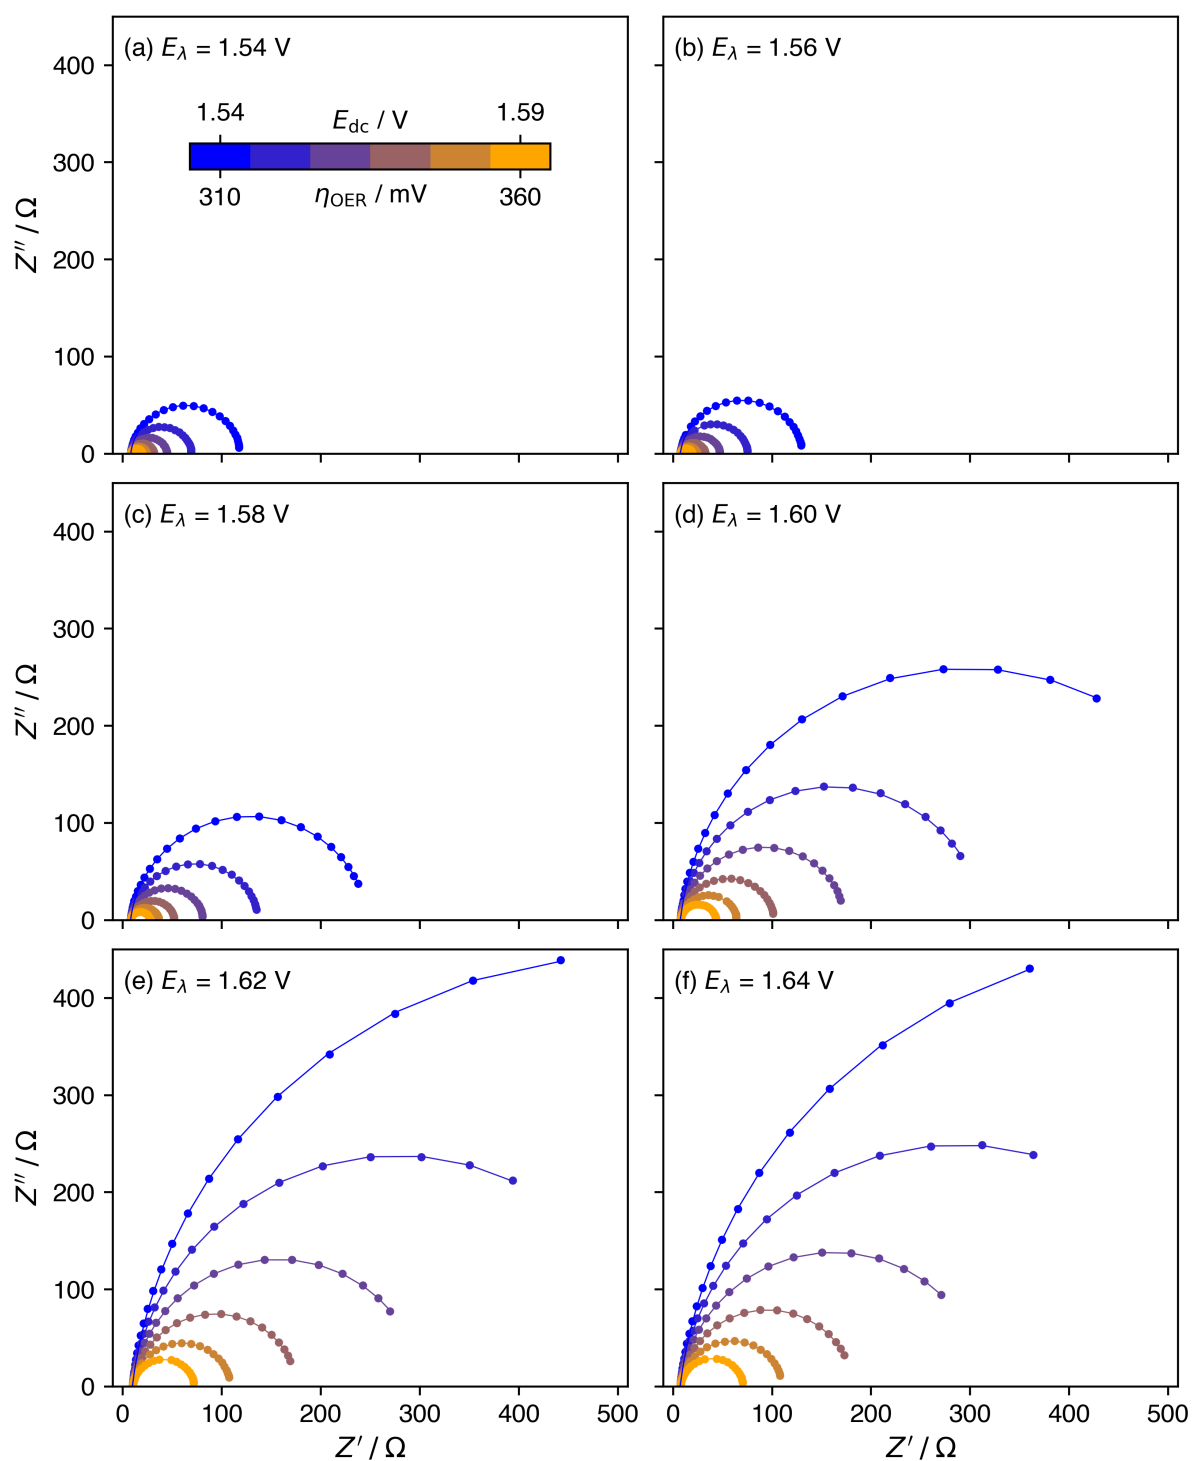 (a) Eλ = 1.54 V
(b) Eλ = 1.56 V
400
1.54
Edc / V
1.59
300
310
ηOER / mV
360
Z″ / Ω
200
100
0
(c) Eλ = 1.58 V
(d) Eλ = 1.60 V
400
300
Z″ / Ω
200
100
0
(e) Eλ = 1.62 V
(f) Eλ = 1.64 V
400
300
Z″ / Ω
200
100
0
0 100 200 300 400 500
0 100 200 300 400 500
Z′ / Ω
Z′ / Ω